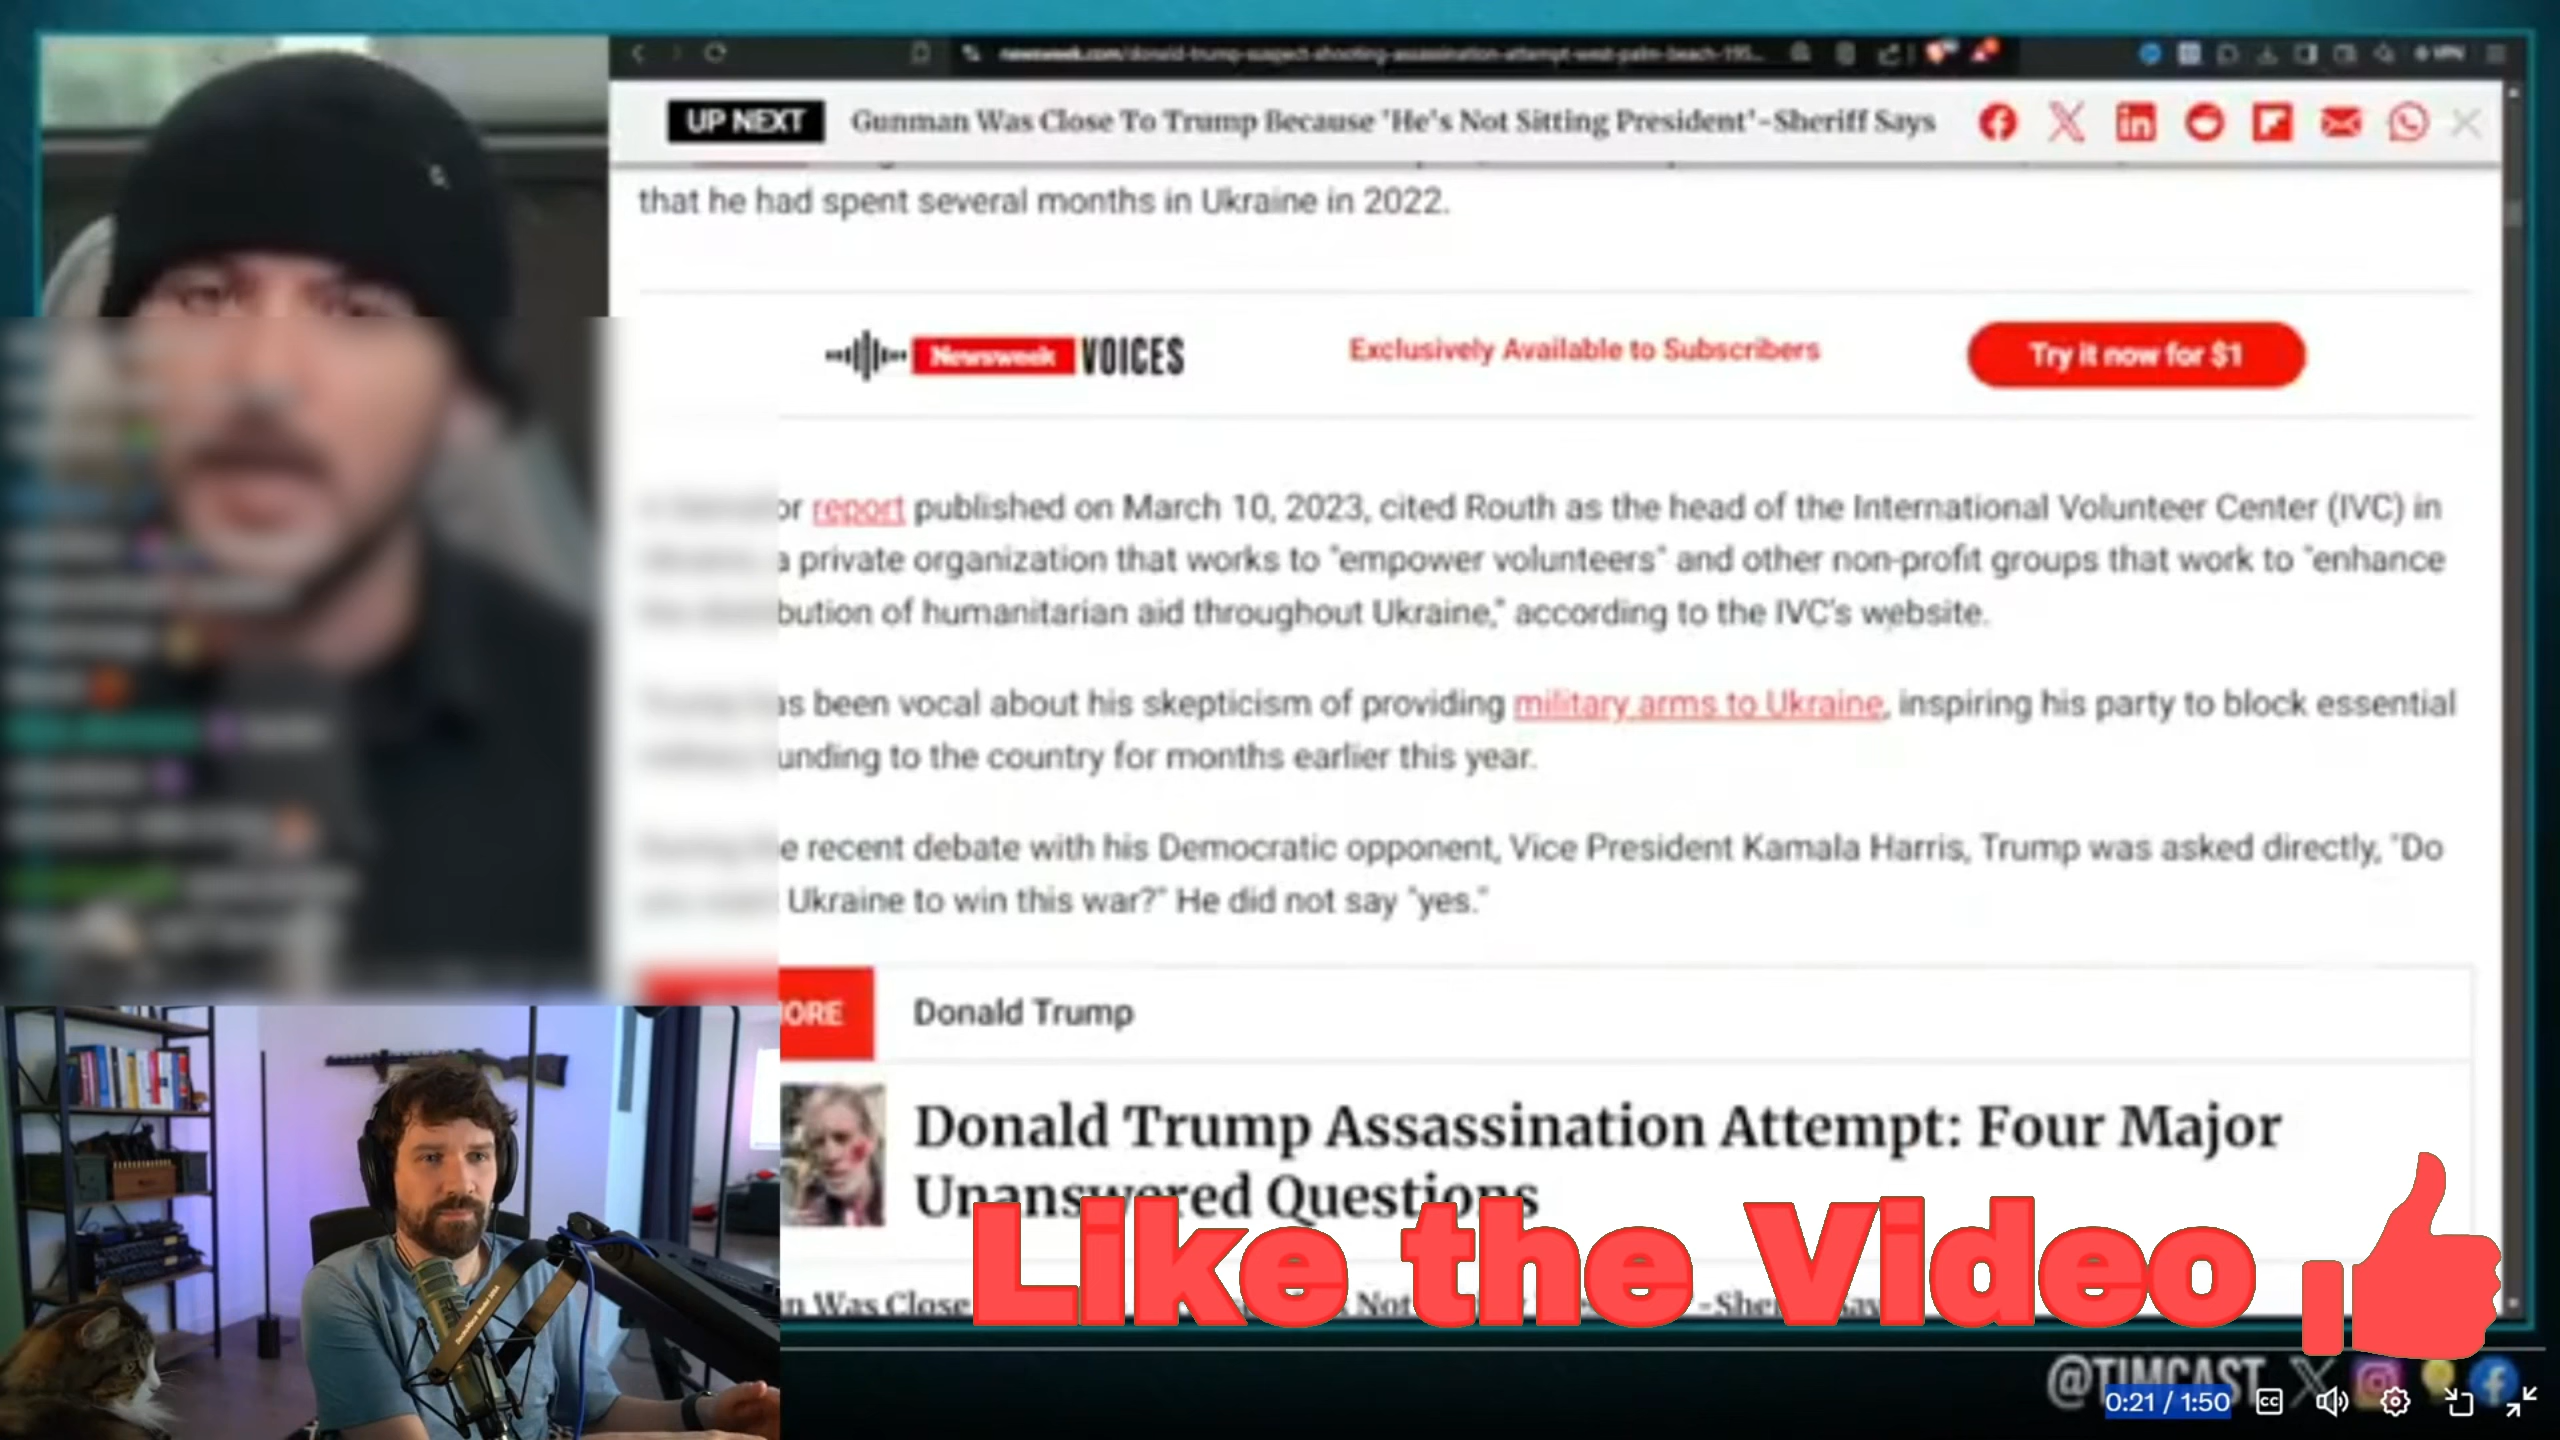 UP NEXT
Gunman Was Close To Trump Because 'He's Not Sitting President'-Sheriff Says
that he had spent several months in Ukraine in 2022.
Newsweek VOICES
Exclusively Available to Subscribers
Try it now for $1
or report published on March 10, 2023, cited Routh as the head of the International Volunteer Center (IVC) in
a private organization that works to "empower volunteers" and other non-profit groups that work to "enhance
bution of humanitarian aid throughout Ukraine," according to the IVC's website.
as been vocal about his skepticism of providing military arms to Ukraine, inspiring his party to block essential
unding to the country for months earlier this year.
e recent debate with his Democratic opponent, Vice President Kamala Harris, Trump was asked directly, "Do
Ukraine to win this war?" He did not say "yes."
ORE
Donald Trump
Donald Trump Assassination Attempt: Four Major
Unanswered Questions
n Was Close
Like the Video
@TIMCAST
0:21 / 1:50
CC